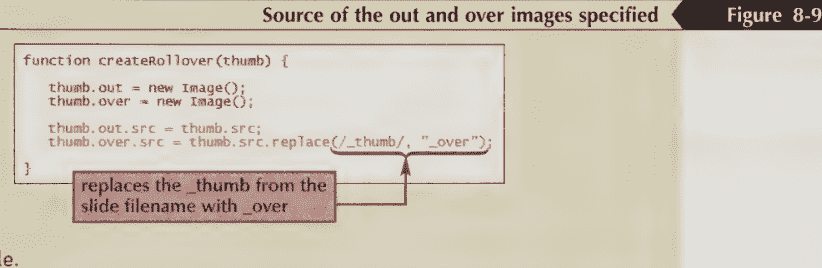 Source of the out and over images specified
Figure 8-9
function createRollover(thumb) {
thumb.out = new Image();
thumb.over = new Image();
thumb.out.src = thumb.src;
thumb.over.src = thumb.src.replace(/_thumb/, "_over");
}
replaces the _thumb from the
slide filename with _over
le.